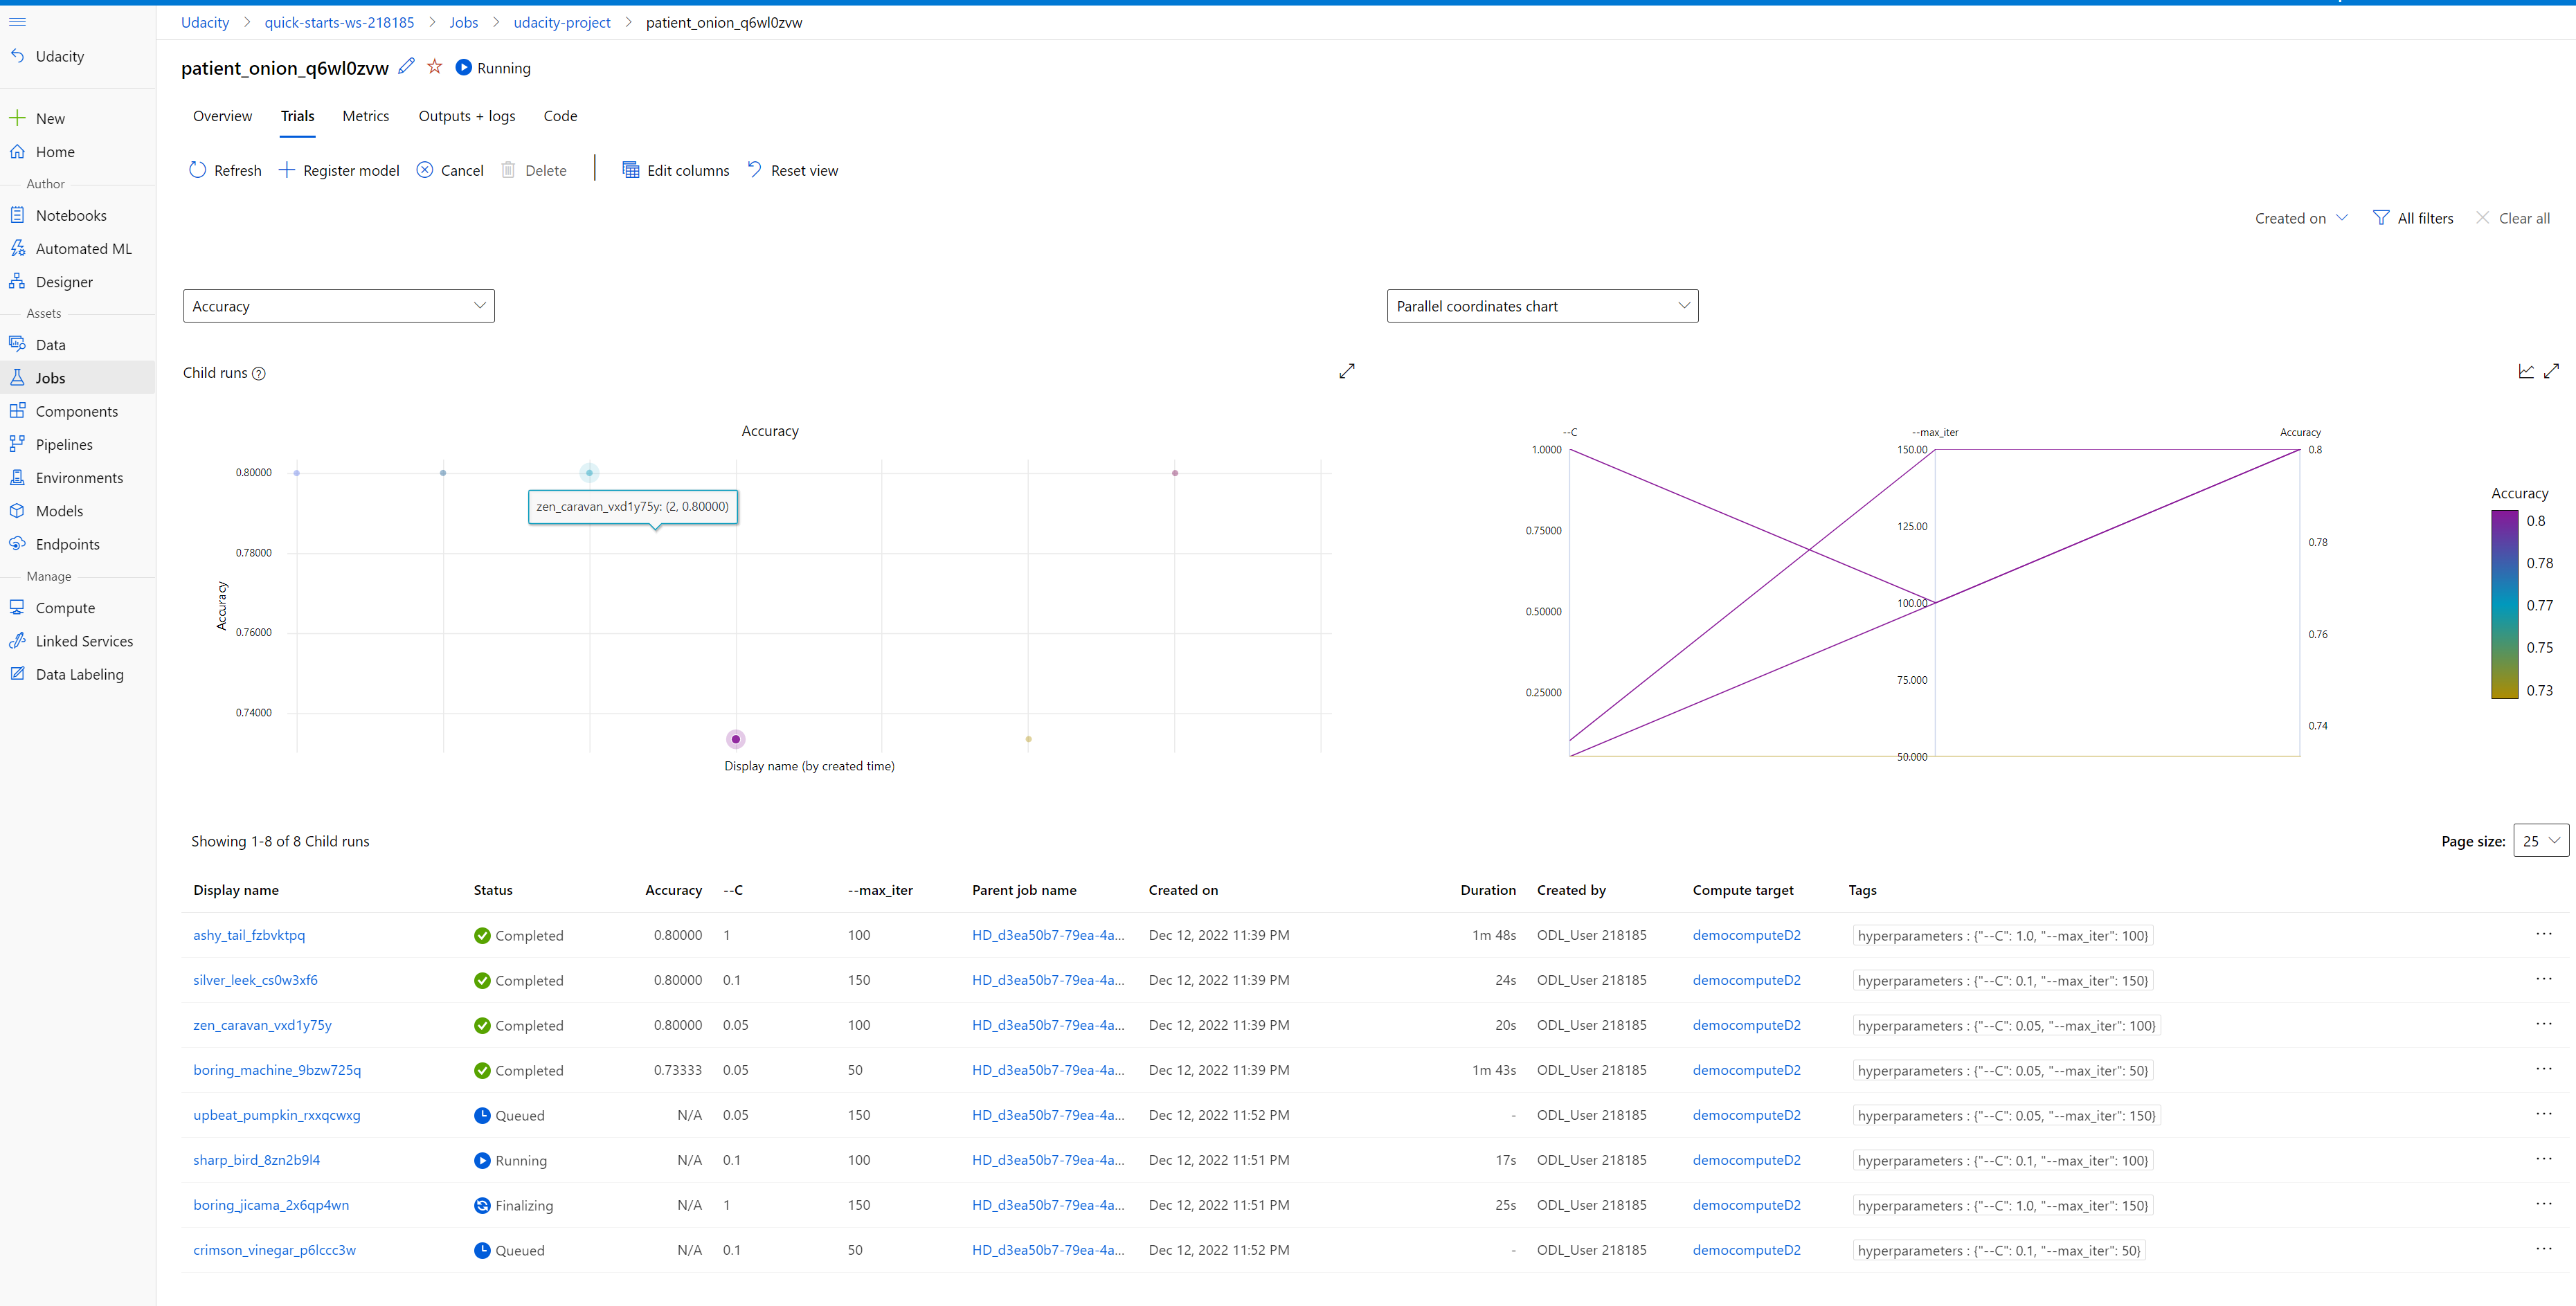 Udacity > quick-starts-ws-218185 > Jobs > udacity-project > patient_onion_q6wl0zvw
Udacity
New
Home
Author
Notebooks
Automated ML
Designer
Assets
Data
Jobs
Components
Pipelines
Environments
Models
Endpoints
Manage
Compute
Linked Services
Data Labeling
patient_onion_q6wl0zvw Running
Overview Trials Metrics Outputs + logs Code
Refresh Register model Cancel Delete Edit columns Reset view
Created on All filters Clear all
Accuracy
Parallel coordinates chart
Child runs
Accuracy
0.80000
0.78000
0.76000
0.74000
Accuracy
zen_caravan_vxd1y75y: (2, 0.80000)
Display name (by created time)
--C
1.0000
0.75000
0.50000
0.25000
--max_iter
150.00
125.00
100.00
75.000
50.000
Accuracy
0.8
0.78
0.76
0.74
Accuracy
0.8
0.78
0.77
0.75
0.73
Showing 1-8 of 8 Child runs
Page size: 25
Display name Status Accuracy --C --max_iter Parent job name Created on Duration Created by Compute target Tags
ashy_tail_fzbvktpq Completed 0.80000 1 100 HD_d3ea50b7-79ea-4a... Dec 12, 2022 11:39 PM 1m 48s ODL_User 218185 democomputeD2 hyperparameters : {"--C": 1.0, "--max_iter": 100} ...
silver_leek_cs0w3xf6 Completed 0.80000 0.1 150 HD_d3ea50b7-79ea-4a... Dec 12, 2022 11:39 PM 24s ODL_User 218185 democomputeD2 hyperparameters : {"--C": 0.1, "--max_iter": 150} ...
zen_caravan_vxd1y75y Completed 0.80000 0.05 100 HD_d3ea50b7-79ea-4a... Dec 12, 2022 11:39 PM 20s ODL_User 218185 democomputeD2 hyperparameters : {"--C": 0.05, "--max_iter": 100} ...
boring_machine_9bzw725q Completed 0.73333 0.05 50 HD_d3ea50b7-79ea-4a... Dec 12, 2022 11:39 PM 1m 43s ODL_User 218185 democomputeD2 hyperparameters : {"--C": 0.05, "--max_iter": 50} ...
upbeat_pumpkin_rxxqcwxg Queued N/A 0.05 150 HD_d3ea50b7-79ea-4a... Dec 12, 2022 11:52 PM - ODL_User 218185 democomputeD2 hyperparameters : {"--C": 0.05, "--max_iter": 150} ...
sharp_bird_8zn2b9l4 Running N/A 0.1 100 HD_d3ea50b7-79ea-4a... Dec 12, 2022 11:51 PM 17s ODL_User 218185 democomputeD2 hyperparameters : {"--C": 0.1, "--max_iter": 100} ...
boring_jicama_2x6qp4wn Finalizing N/A 1 150 HD_d3ea50b7-79ea-4a... Dec 12, 2022 11:51 PM 25s ODL_User 218185 democomputeD2 hyperparameters : {"--C": 1.0, "--max_iter": 150} ...
crimson_vinegar_p6lccc3w Queued N/A 0.1 50 HD_d3ea50b7-79ea-4a... Dec 12, 2022 11:52 PM - ODL_User 218185 democomputeD2 hyperparameters : {"--C": 0.1, "--max_iter": 50} ...